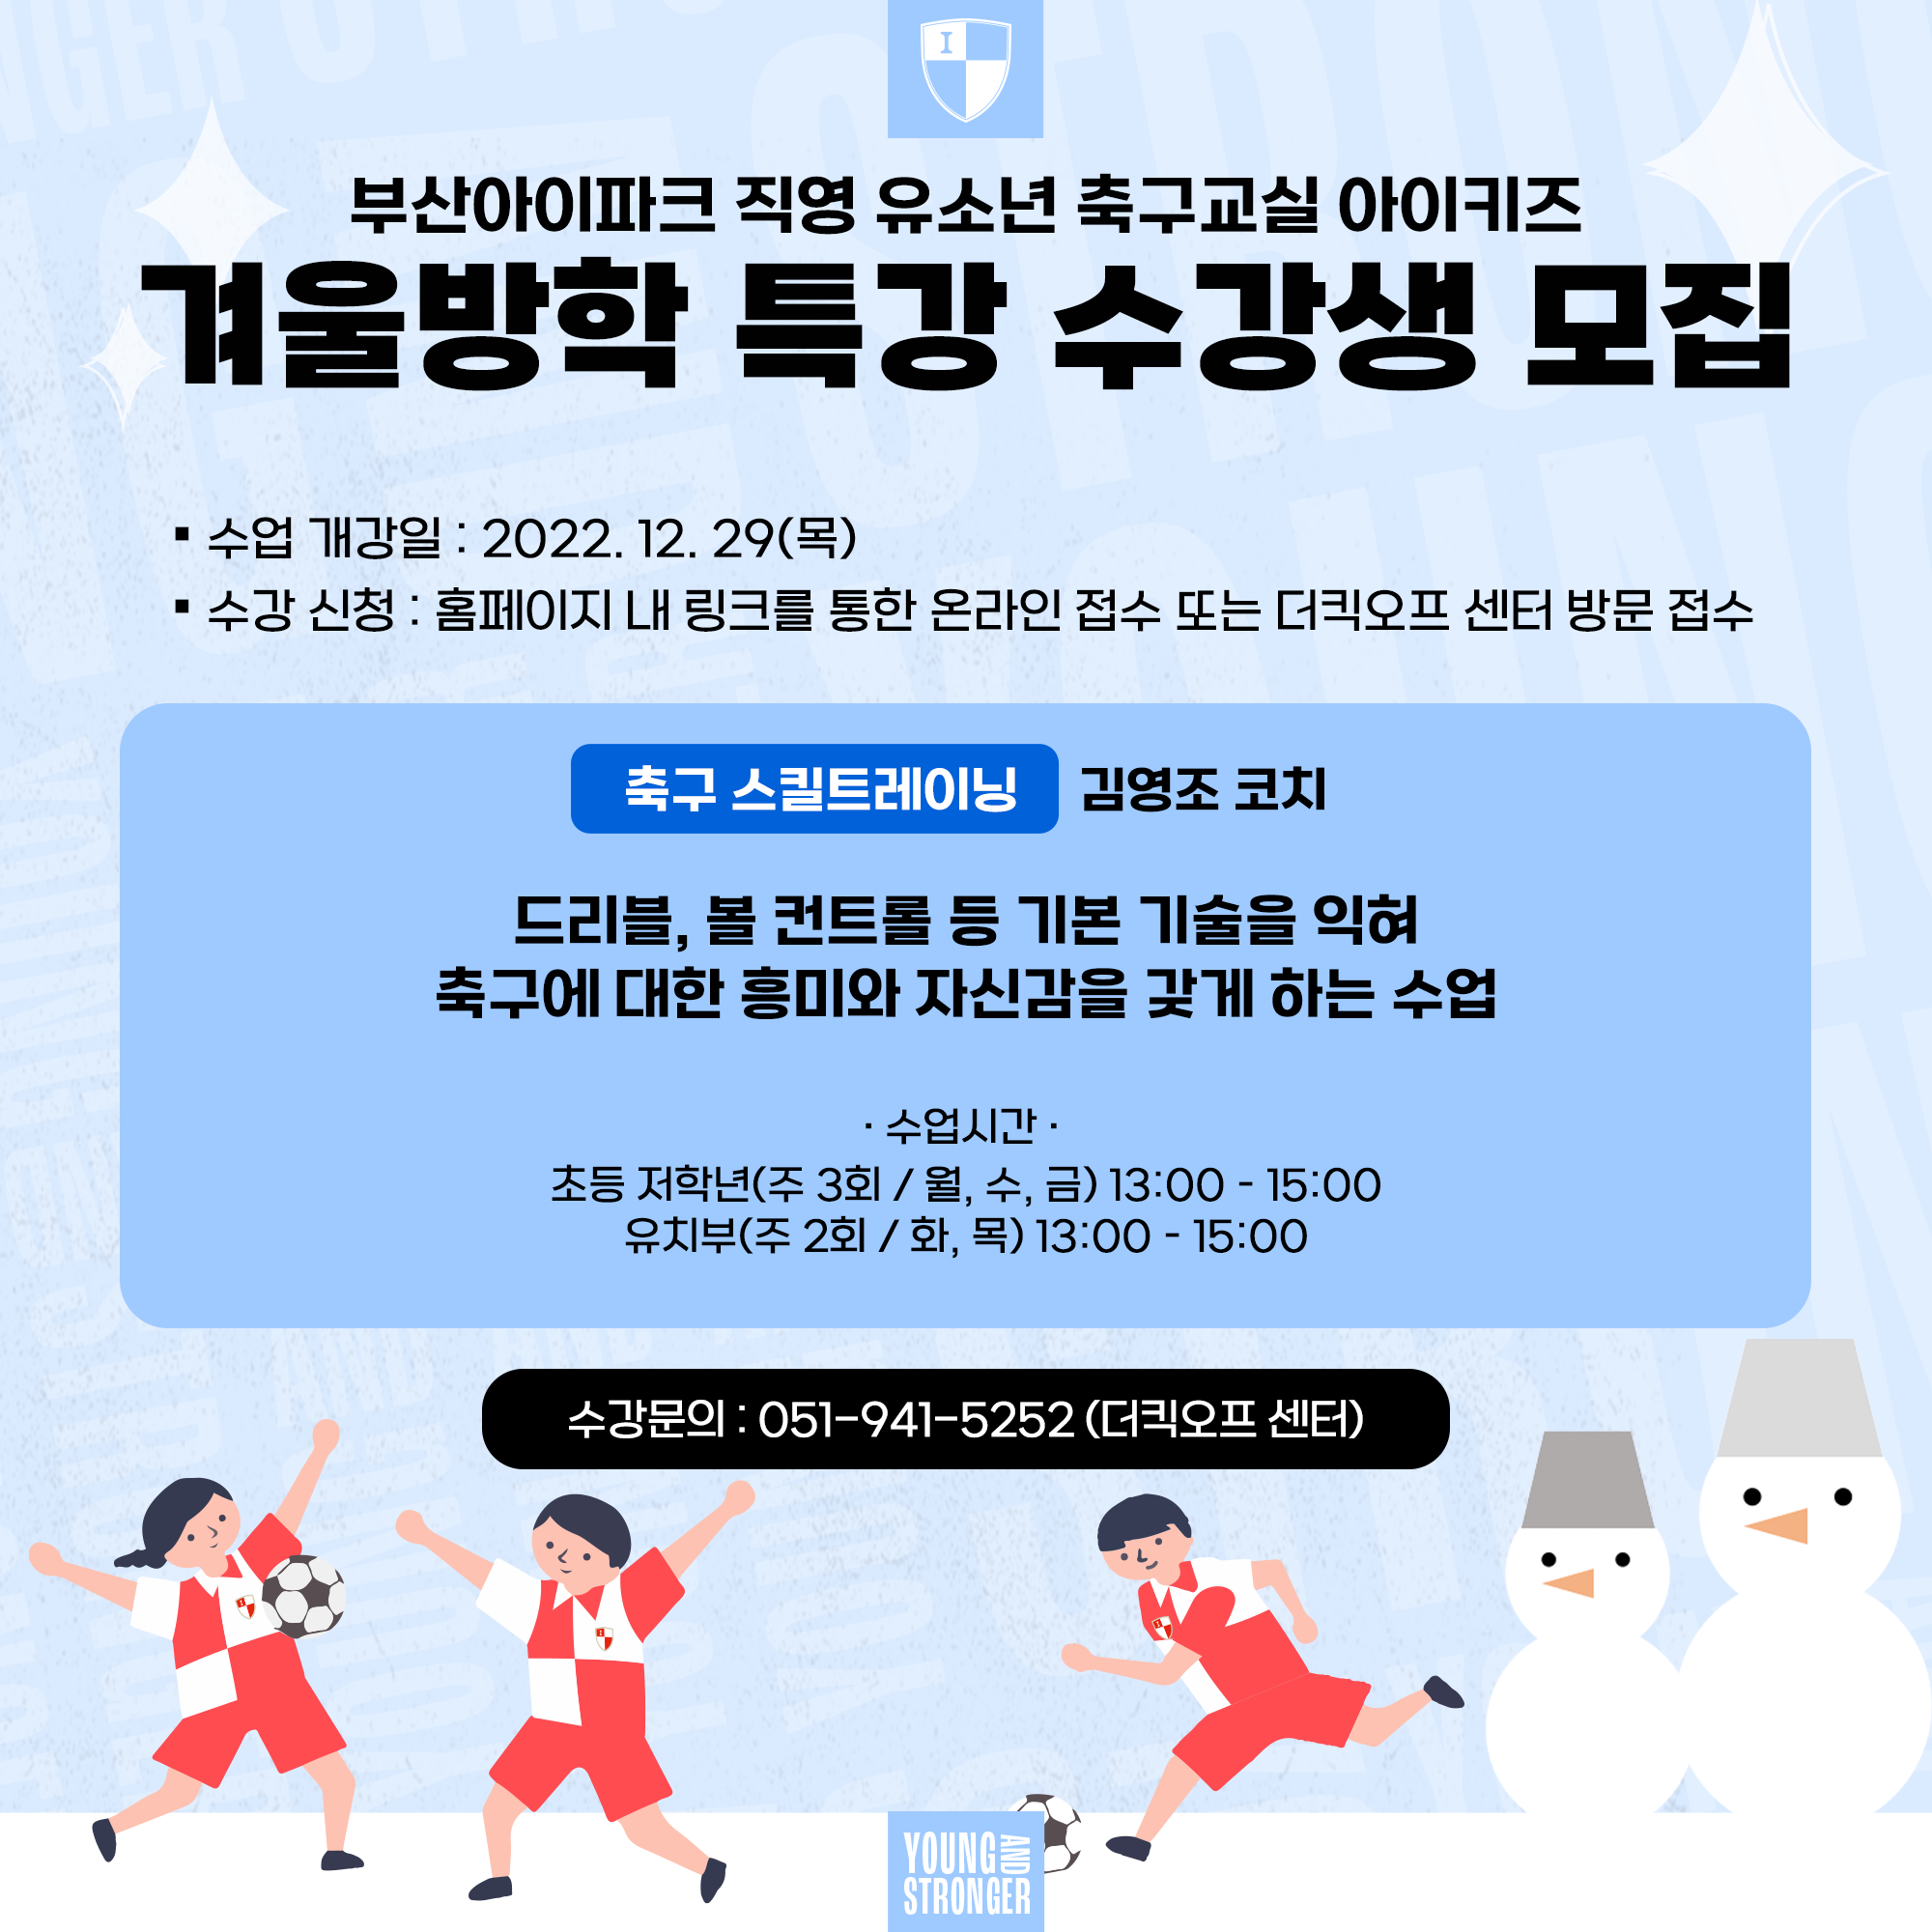 I
부산아이파크 직영 유소년 축구교실 아이키즈
겨울방학 특강 수강생 모집
▪ 수업 개강일 : 2022. 12. 29(목)
▪ 수강 신청 : 홈페이지 내 링크를 통한 온라인 접수 또는 더킥오프 센터 방문 접수
축구 스킬트레이닝 김영조 코치
드리블, 볼 컨트롤 등 기본 기술을 익혀
축구에 대한 흥미와 자신감을 갖게 하는 수업
· 수업시간 ·
초등 저학년(주 3회 / 월, 수, 금) 13:00 - 15:00
유치부(주 2회 / 화, 목) 13:00 - 15:00
수강문의 : 051-941-5252 (더킥오프 센터)
YOUNG AND
STRONGER